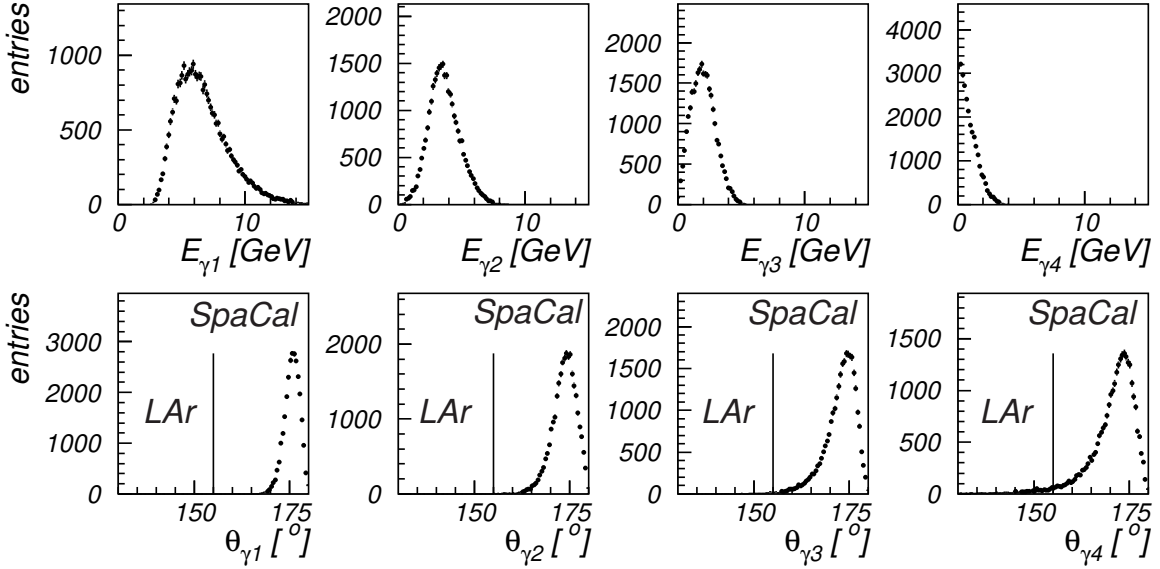 entries
1000
500
0
0 10
E_γ1 [GeV]
2000
1500
1000
500
0
0 10
E_γ2 [GeV]
2000
1500
1000
500
0
0 10
E_γ3 [GeV]
4000
3000
2000
1000
0
0 10
E_γ4 [GeV]
entries
SpaCal
LAr
3000
2000
1000
0
150 175
θ_γ1 [°]
SpaCal
LAr
2000
1000
0
150 175
θ_γ2 [°]
SpaCal
LAr
2000
1500
1000
500
0
150 175
θ_γ3 [°]
SpaCal
LAr
1500
1000
500
0
150 175
θ_γ4 [°]